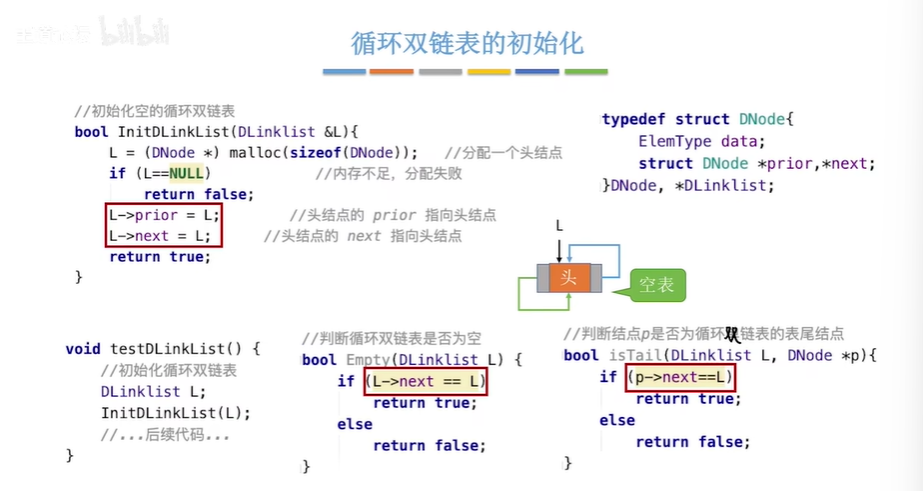 bilibili
循环双链表的初始化
//初始化空的循环双链表
bool InitDLinkList(DLinklist &L){
L = (DNode *) malloc(sizeof(DNode)); //分配一个头结点
if (L==NULL) //内存不足，分配失败
return false;
L->prior = L; //头结点的 prior 指向头结点
L->next = L; //头结点的 next 指向头结点
return true;
}
typedef struct DNode{
ElemType data;
struct DNode *prior,*next;
}DNode, *DLinklist;
L
头
空表
void testDLinkList() {
//初始化循环双链表
DLinklist L;
InitDLinkList(L);
//...后续代码...
}
//判断循环双链表是否为空
bool Empty(DLinklist L) {
if (L->next == L)
return true;
else
return false;
}
//判断结点p是否为循环双链表的表尾结点
bool isTail(DLinklist L, DNode *p){
if (p->next==L)
return true;
else
return false;
}